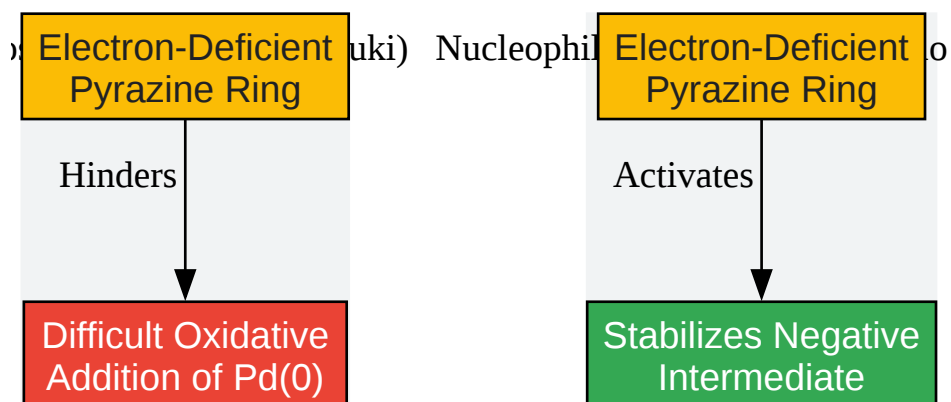 uki) Nucleophil
Electron-Deficient
Pyrazine Ring
Electron-Deficient
Pyrazine Ring
Hinders
Activates
Difficult Oxidative
Addition of Pd(0)
Stabilizes Negative
Intermediate